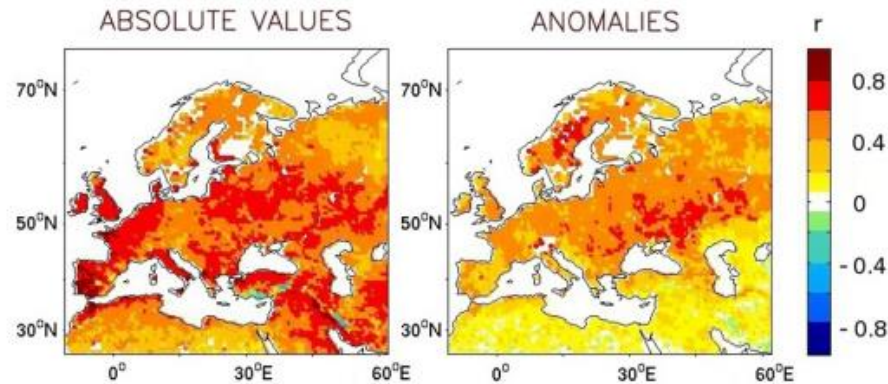 ABSOLUTE VALUES
ANOMALIES
r
70°N
50°N
30°N
0°
30°E
60°E
70°N
50°N
30°N
0°
30°E
60°E
0.8
0.4
0
- 0.4
- 0.8